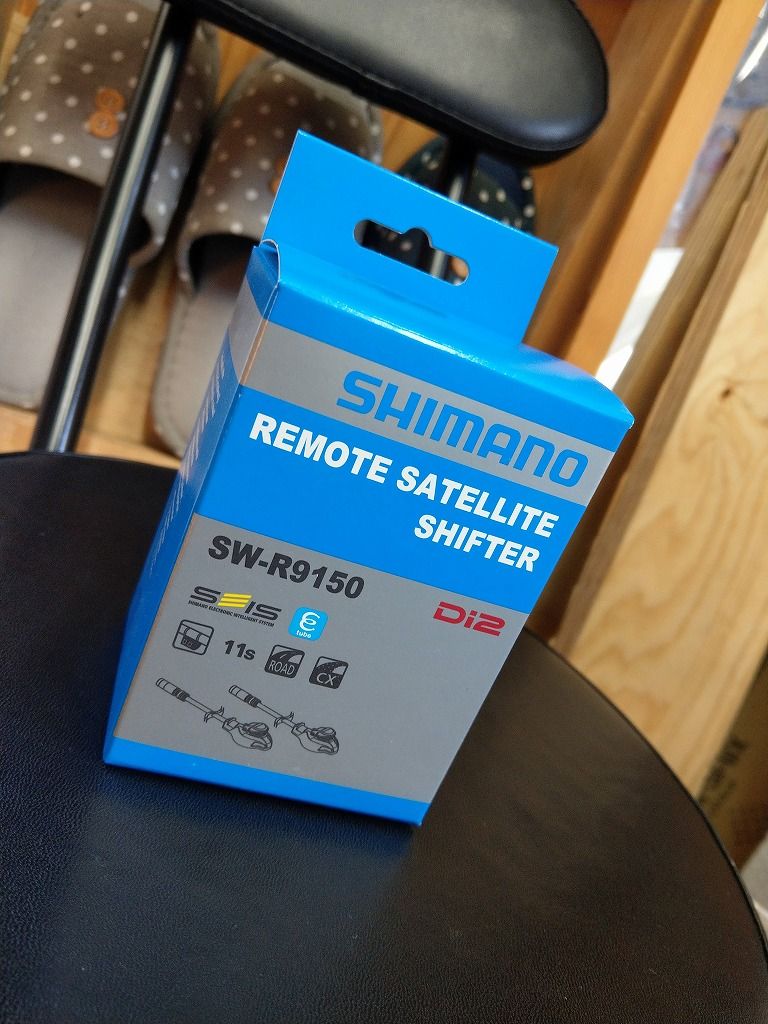 SHIMANO
REMOTE SATELLITE
SHIFTER
SW-R9150
Di2
SEIS
SHIMANO ELECTRONIC INTELLIGENT SYSTEM
e tube
11s
ROAD
CX